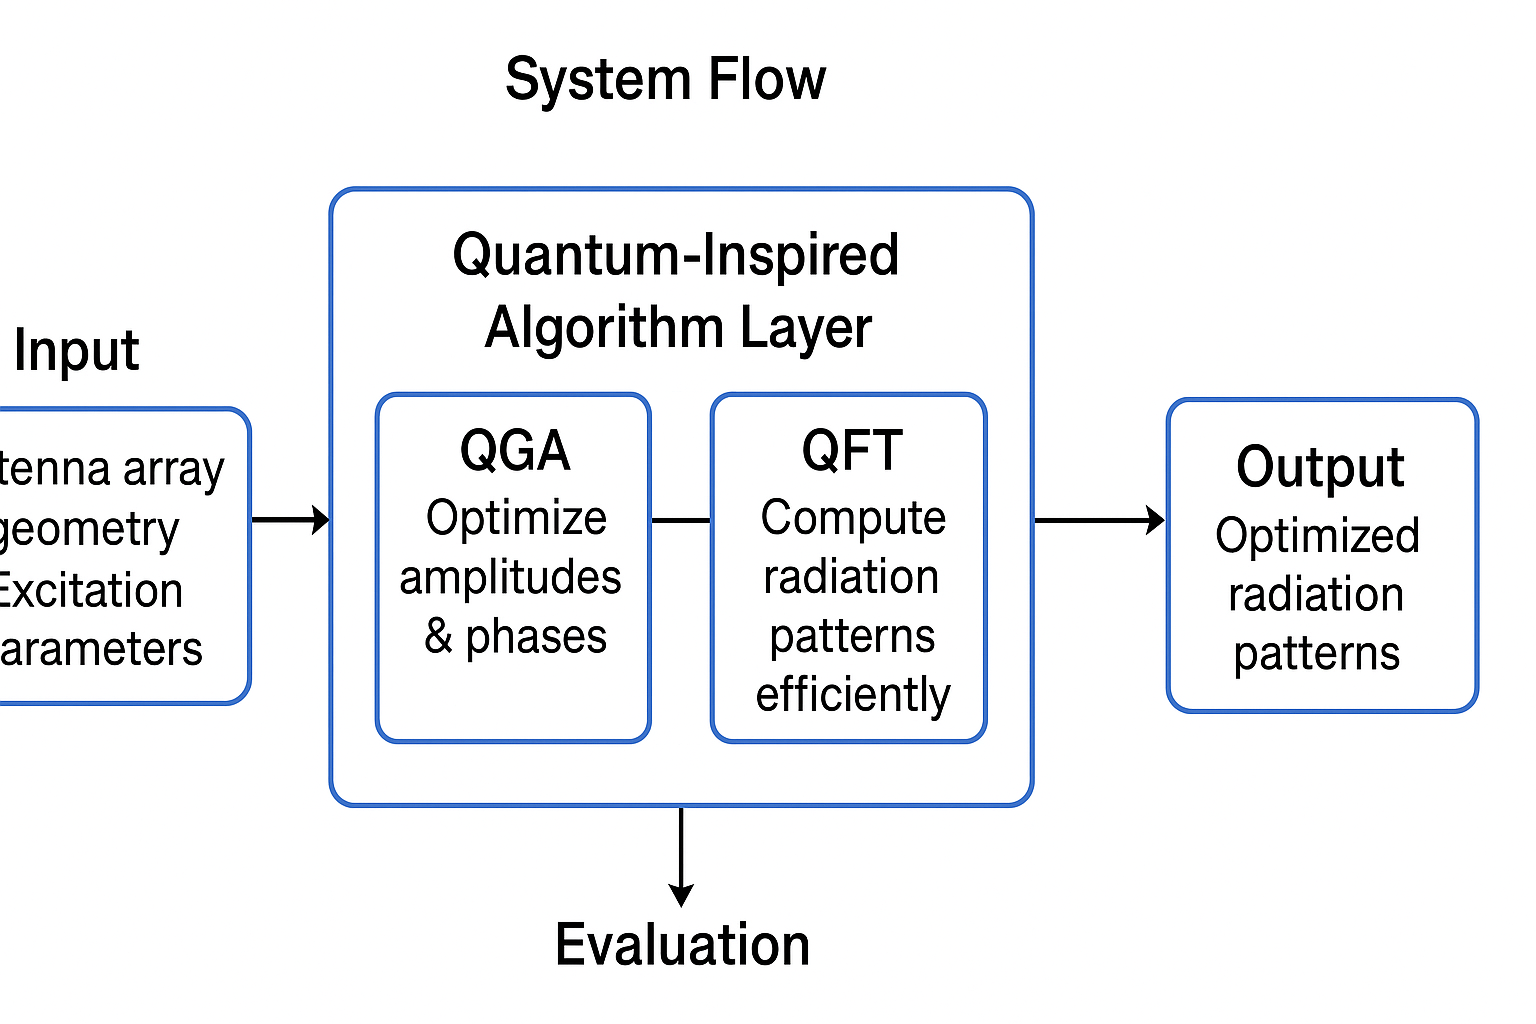 System Flow
Input
tenna array
geometry
Excitation
arameters
Quantum-Inspired
Algorithm Layer
QGA
Optimize
amplitudes
& phases
QFT
Compute
radiation
patterns
efficiently
Output
Optimized
radiation
patterns
Evaluation